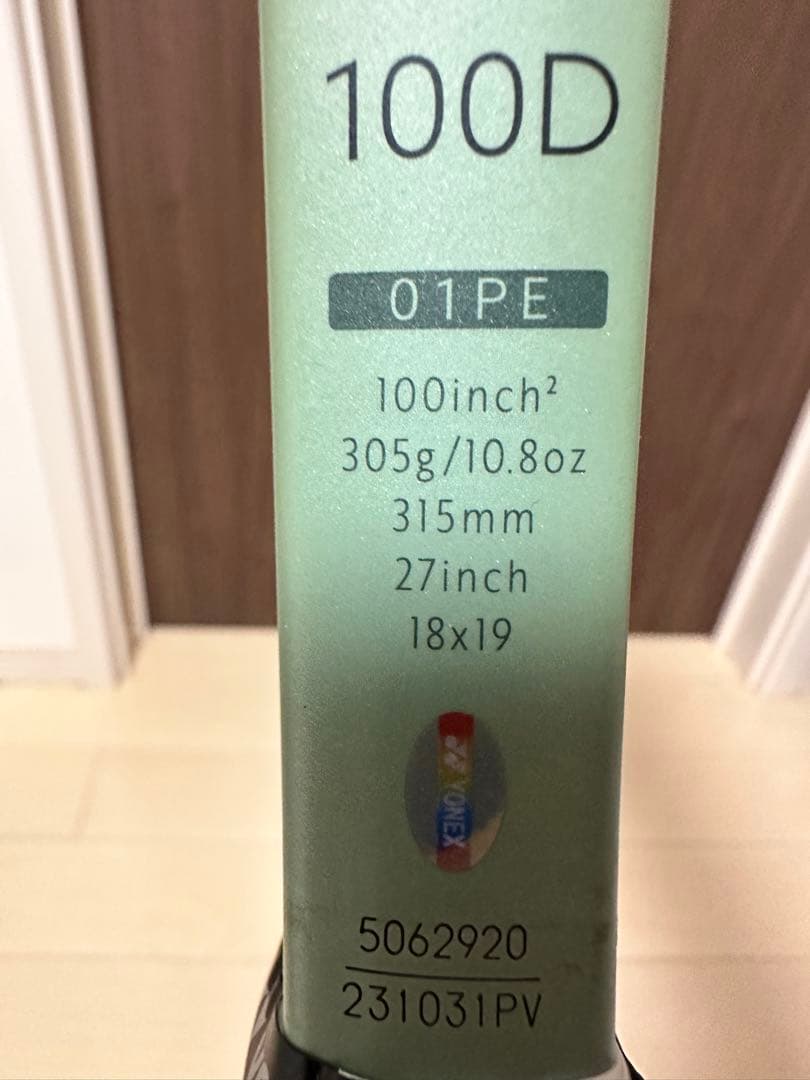 100D
01PE
100inch²
305g/10.8oz
315mm
27inch
18x19
YONEX
5062920
231031PV